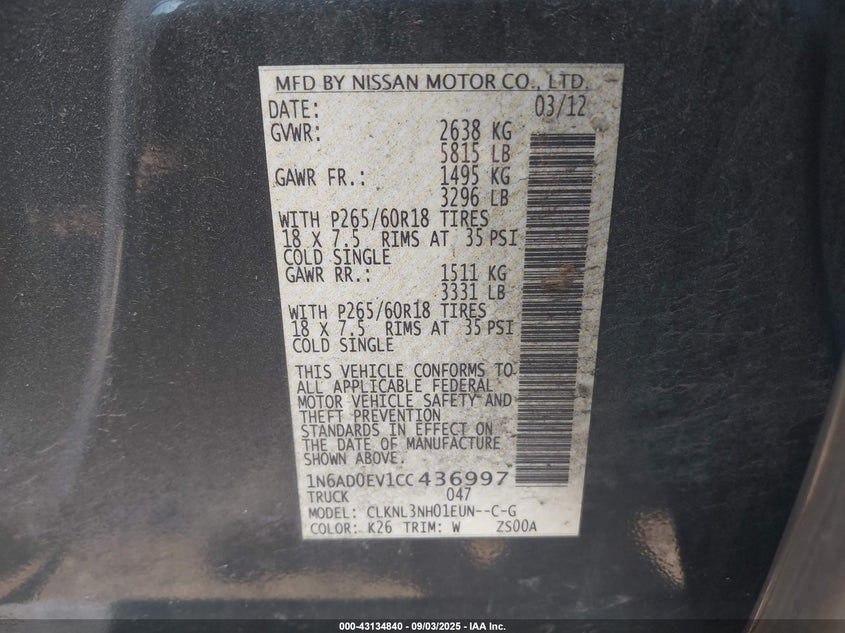 MFD BY NISSAN MOTOR CO., LTD.
DATE: 03/12
GVWR: 2638 KG
5815 LB
GAWR FR.: 1495 KG
3296 LB
WITH P265/60R18 TIRES
18 X 7.5 RIMS AT 35 PSI
COLD SINGLE
GAWR RR.: 1511 KG
3331 LB
WITH P265/60R18 TIRES
18 X 7.5 RIMS AT 35 PSI
COLD SINGLE
THIS VEHICLE CONFORMS TO
ALL APPLICABLE FEDERAL
MOTOR VEHICLE SAFETY AND
THEFT PREVENTION
STANDARDS IN EFFECT ON
THE DATE OF MANUFACTURE
SHOWN ABOVE.
1N6AD0EV1CC436997
TRUCK 047
MODEL: CLKNL3NH01EUN--C-G
COLOR: K26 TRIM: W ZS00A
000-43134840 - 09/03/2025 - IAA Inc.